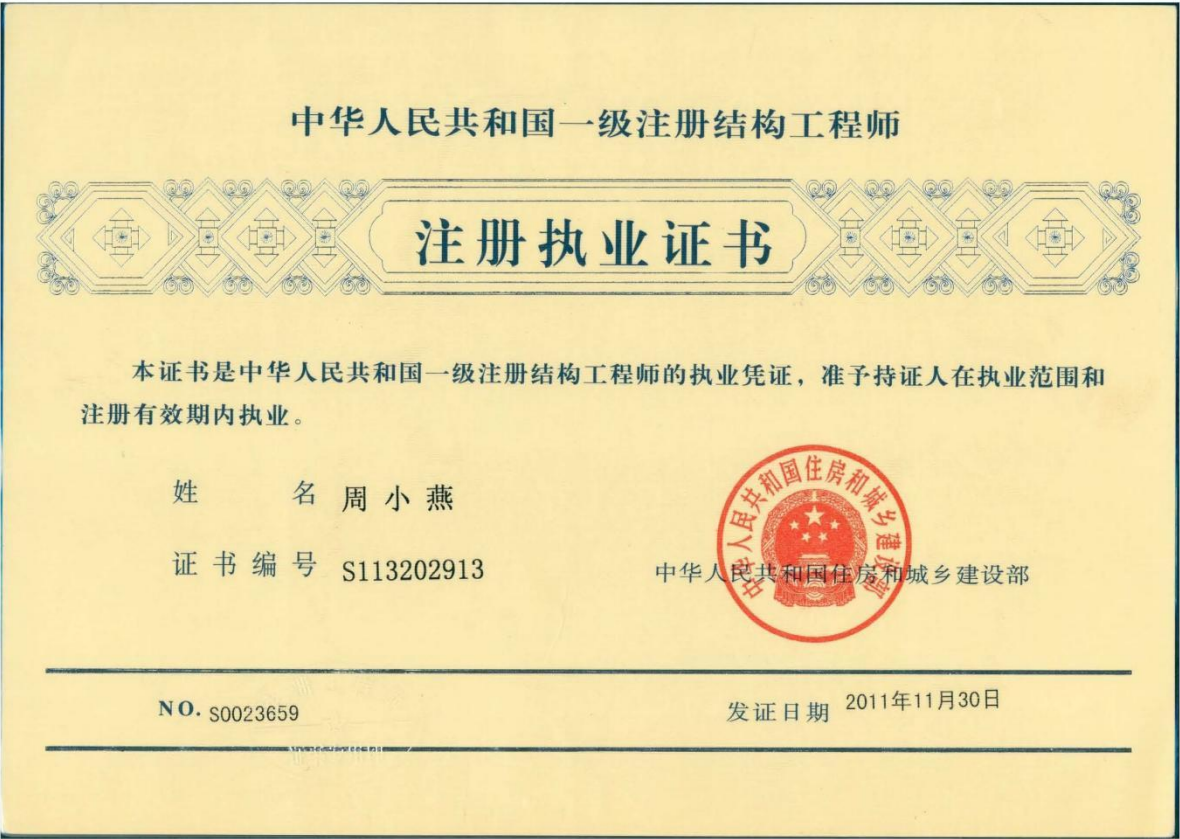 中华人民共和国一级注册结构工程师
注册执业证书
本证书是中华人民共和国一级注册结构工程师的执业凭证，准予持证人在执业范围和
注册有效期内执业。
姓 名 周小燕
证书编号 S113202913
中华人民共和国住房和城乡建设部
中华人民共和国住房和城乡建设部
NO. S0023659
发证日期 2011年11月30日